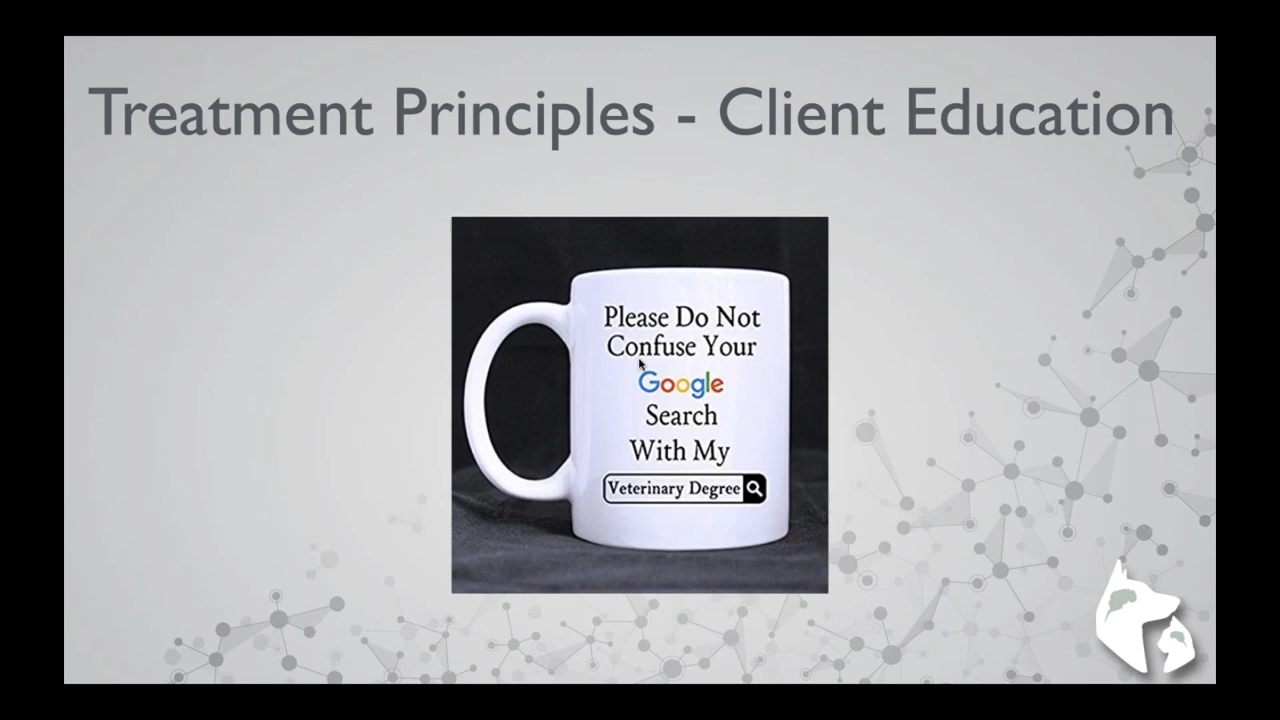 Treatment Principles - Client Education
Please Do Not
Confuse Your
Google
Search
With My
Veterinary Degree